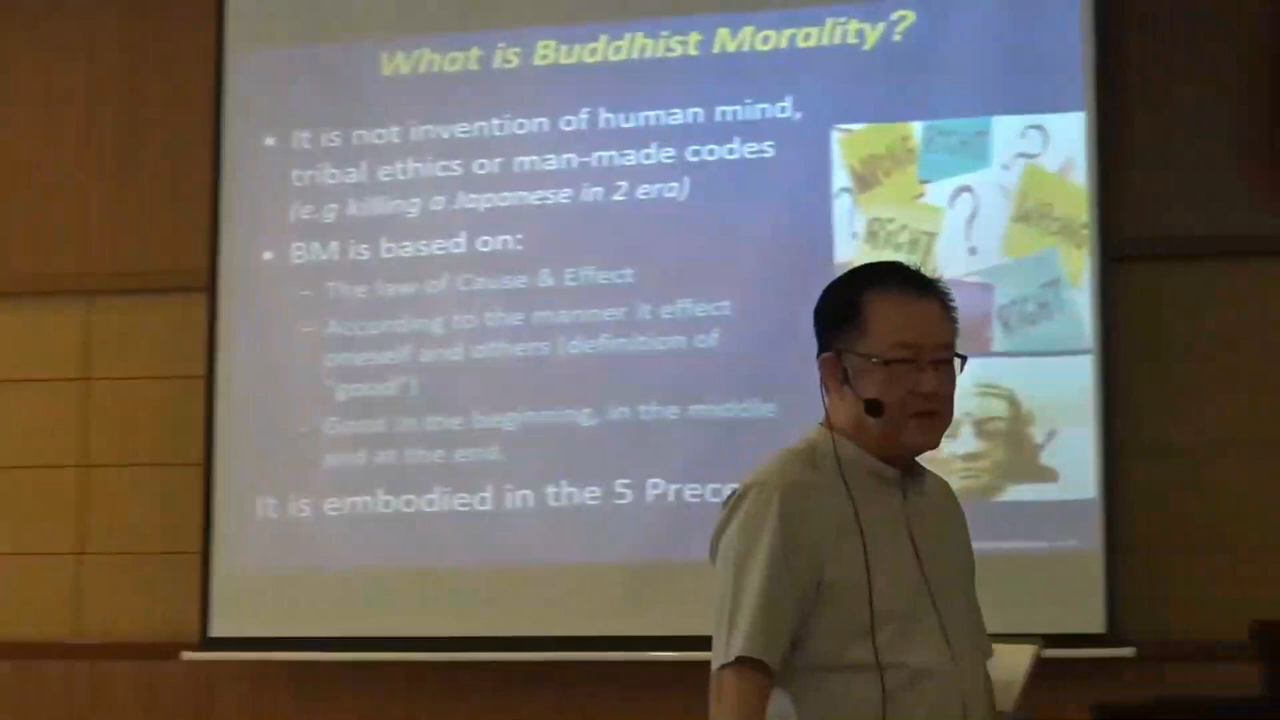 What is Buddhist Morality?
• It is not invention of human mind,
tribal ethics or man-made codes
(e.g killing a Japanese in 2 era)
• BM is based on:
– The law of Cause & Effect
– According to the manner it effect
oneself and others (definition of
"good")
– Good in the beginning, in the middle
and at the end.
It is embodied in the 5 Prece
WRONG
RIGHT
RIGHT